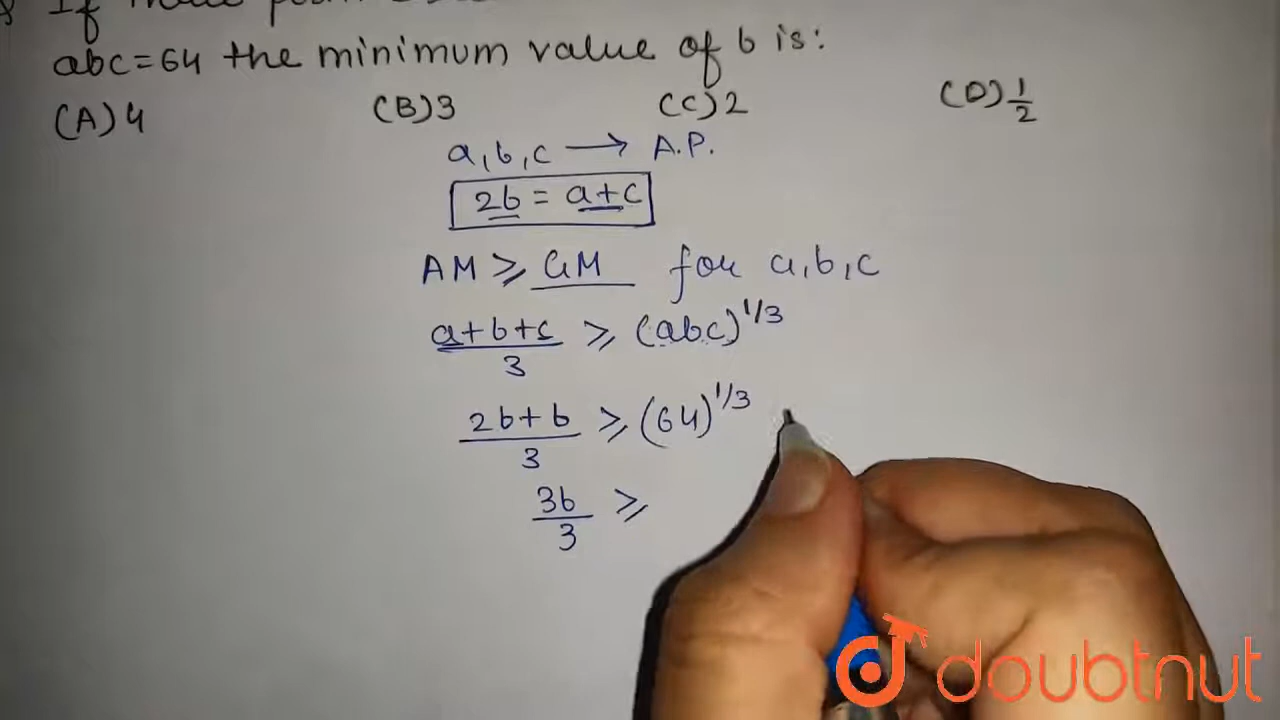 abc=64 the minimum value of b is:
(A) 4 (B) 3 (C) 2 (D) 1/2
a, b, c → A.P.
2b = a+c
AM ≥ GM for a, b, c
a+b+c/3 ≥ (abc)^1/3
2b+b/3 ≥ (64)^1/3
3b/3 ≥
doubtnut